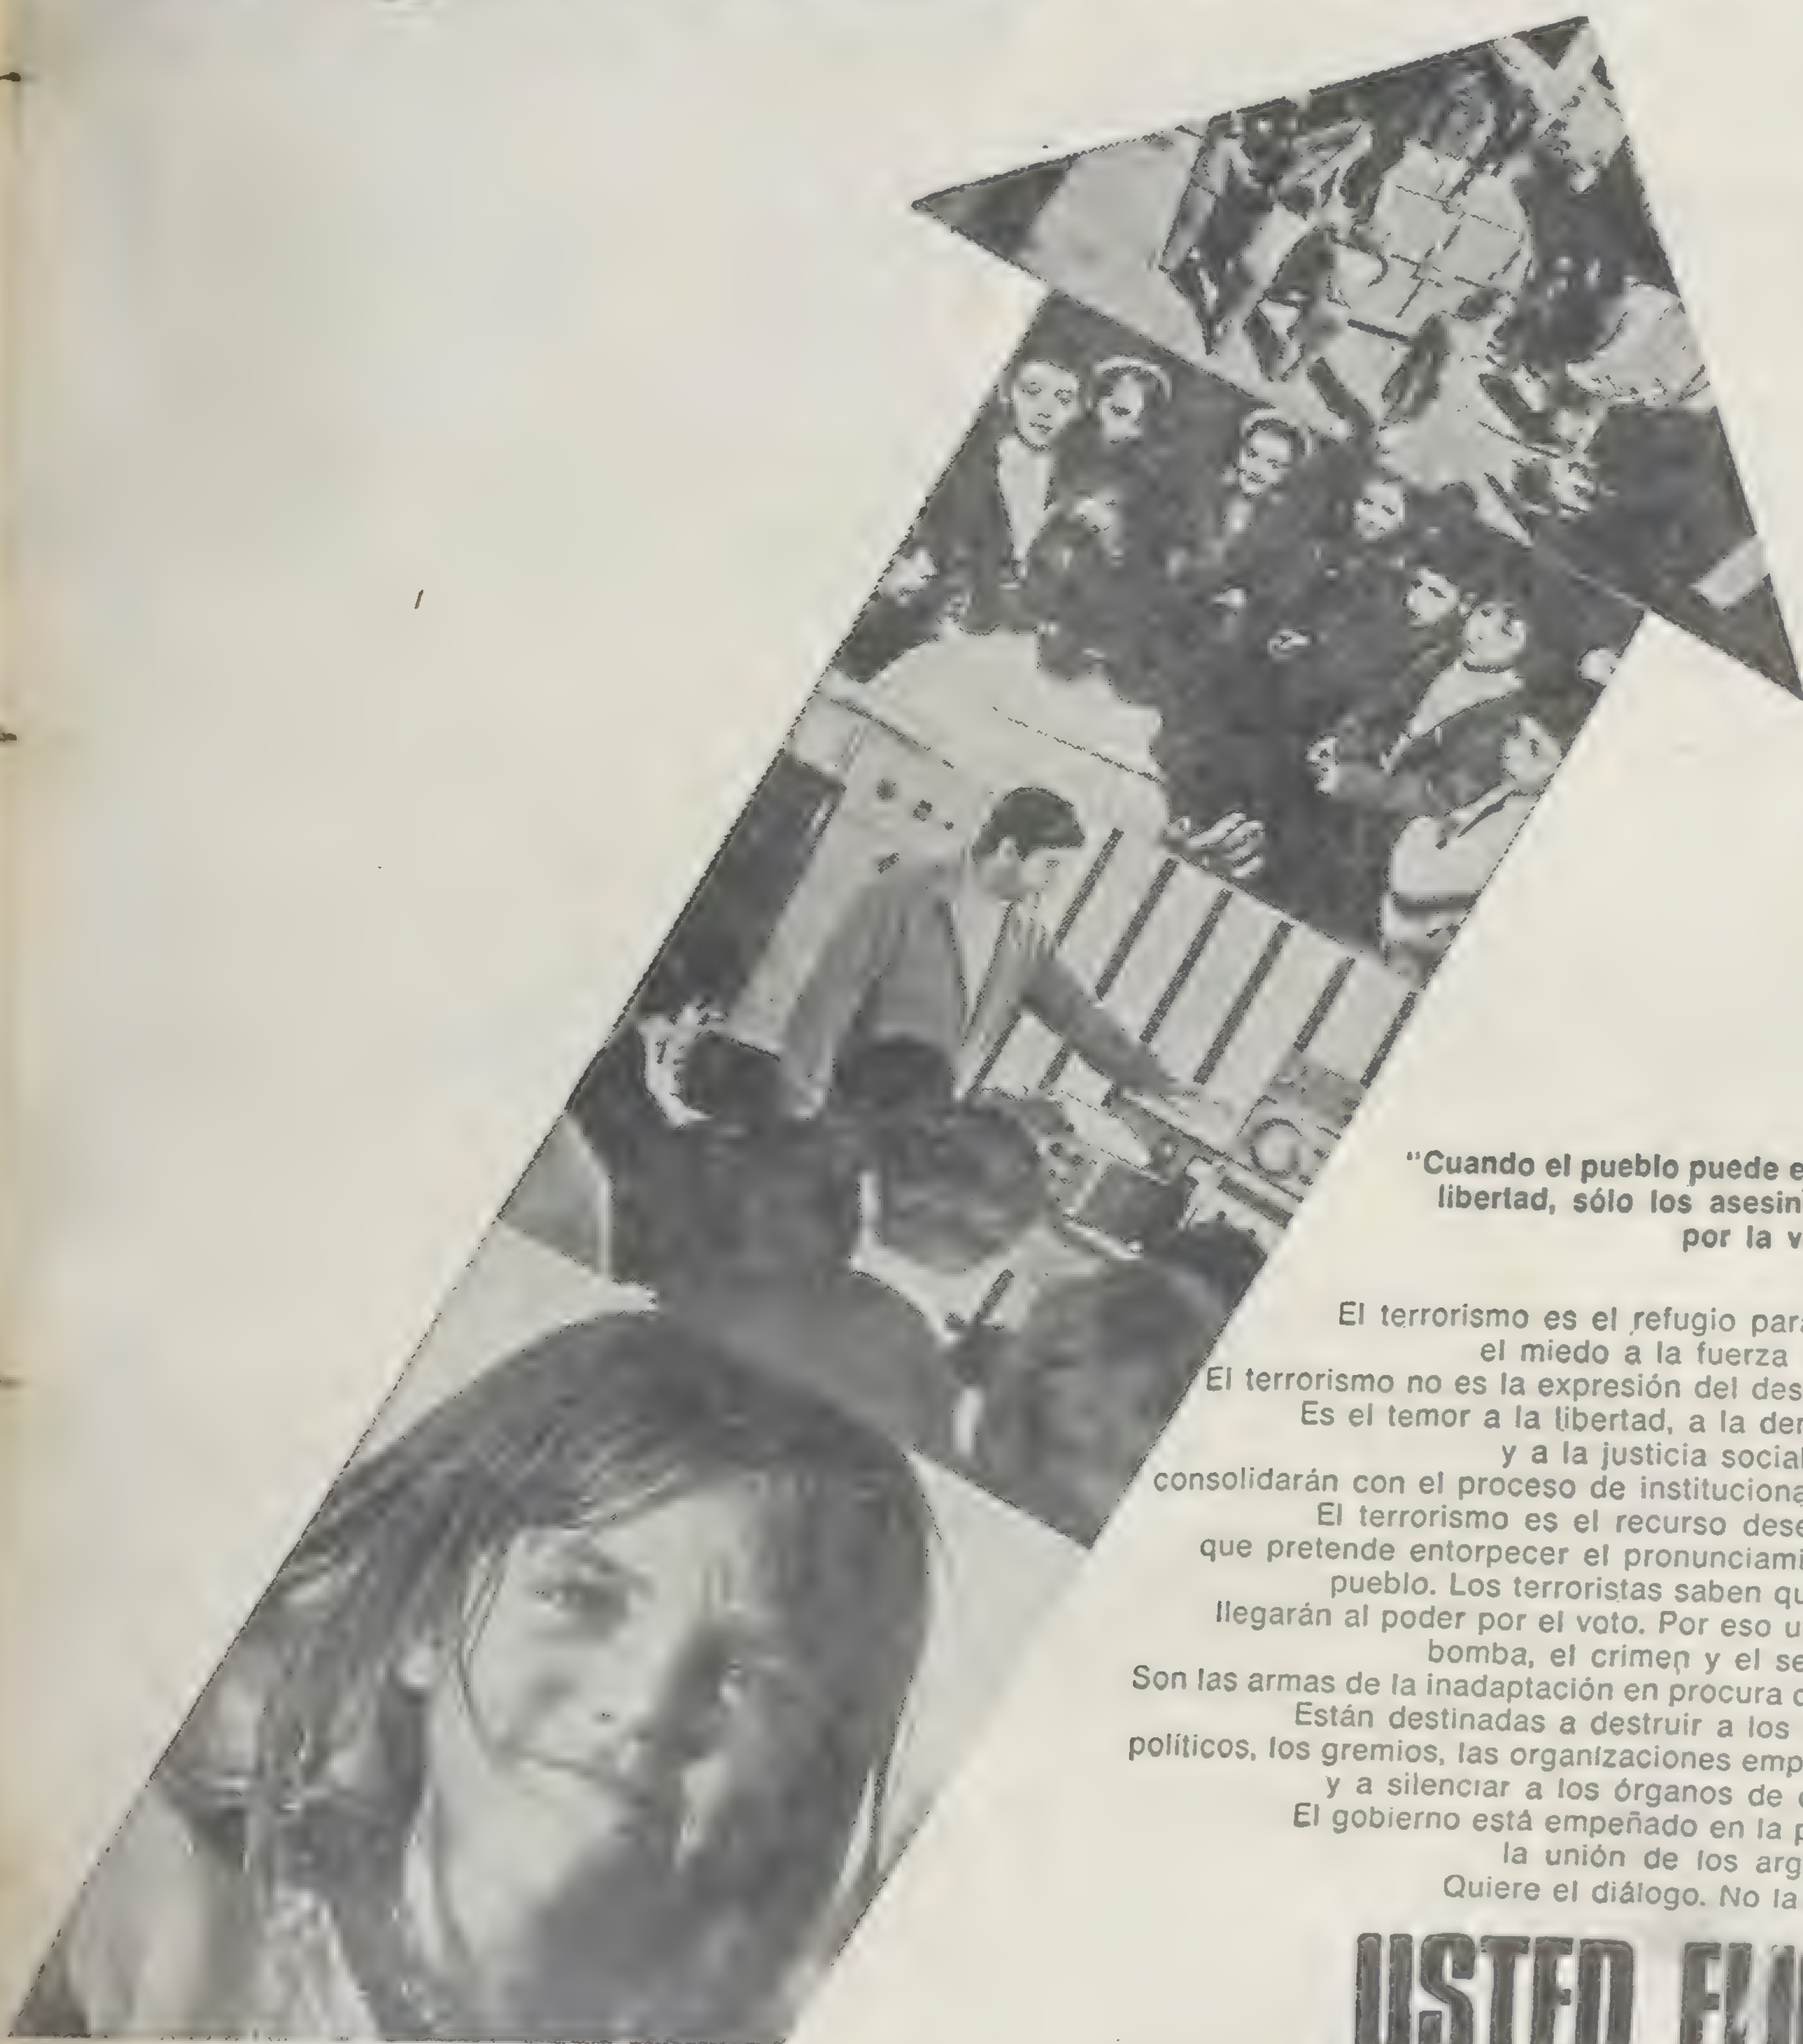 “Cuando el pueblo puede e
libertad, sólo los asesin
por la v
El terrorismo es el refugio para
el miedo a la fuerza
El terrorismo no es la expresión del des
Es el temor a la libertad, a la der
y a la justicia social
consolidarán con el proceso de instituciona
El terrorismo es el recurso dese
que pretende entorpecer el pronunciami
pueblo. Los terroristas saben qu
llegarán al poder por el voto. Por eso u
bomba, el crimen y el se
Son las armas de la inadaptación en procura d
Están destinadas a destruir a los
políticos, los gremios, las organizaciones emp
y a silenciar a los órganos de
El gobierno está empeñado en la p
la unión de los arg
Quiere el diálogo. No la
USTED ELI